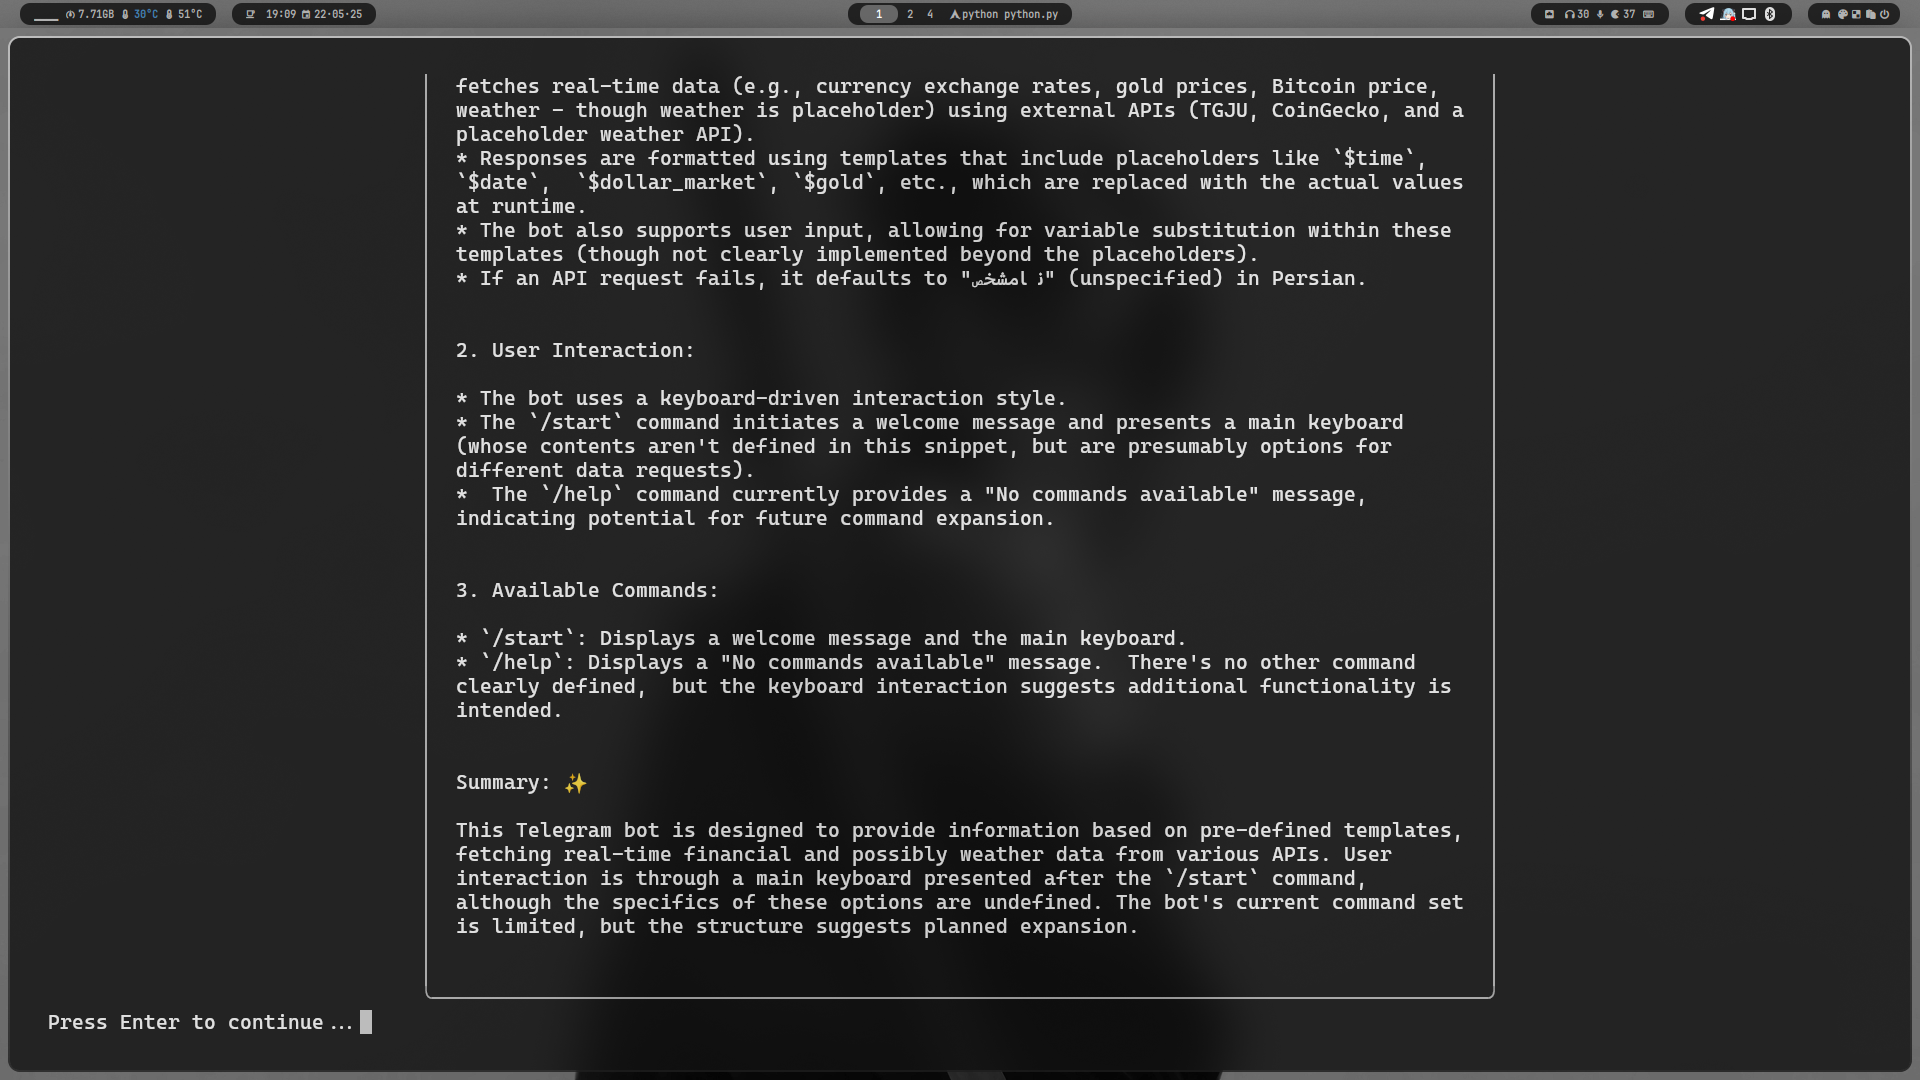 7.71GB 30°C 51°C 19:09 22·05·25 1 2 4 python python.py 30 37
fetches real-time data (e.g., currency exchange rates, gold prices, Bitcoin price,
weather - though weather is placeholder) using external APIs (TGJU, CoinGecko, and a
placeholder weather API).
* Responses are formatted using templates that include placeholders like `$time`,
`$date`,  `$dollar_market`, `$gold`, etc., which are replaced with the actual values
at runtime.
* The bot also supports user input, allowing for variable substitution within these
templates (though not clearly implemented beyond the placeholders).
* If an API request fails, it defaults to "نامشخص" (unspecified) in Persian.
2. User Interaction:
* The bot uses a keyboard-driven interaction style.
* The `/start` command initiates a welcome message and presents a main keyboard
(whose contents aren't defined in this snippet, but are presumably options for
different data requests).
*  The `/help` command currently provides a "No commands available" message,
indicating potential for future command expansion.
3. Available Commands:
* `/start`: Displays a welcome message and the main keyboard.
* `/help`: Displays a "No commands available" message.  There's no other command
clearly defined,  but the keyboard interaction suggests additional functionality is
intended.
Summary: ✨
This Telegram bot is designed to provide information based on pre-defined templates,
fetching real-time financial and possibly weather data from various APIs. User
interaction is through a main keyboard presented after the `/start` command,
although the specifics of these options are undefined. The bot's current command set
is limited, but the structure suggests planned expansion.
Press Enter to continue...